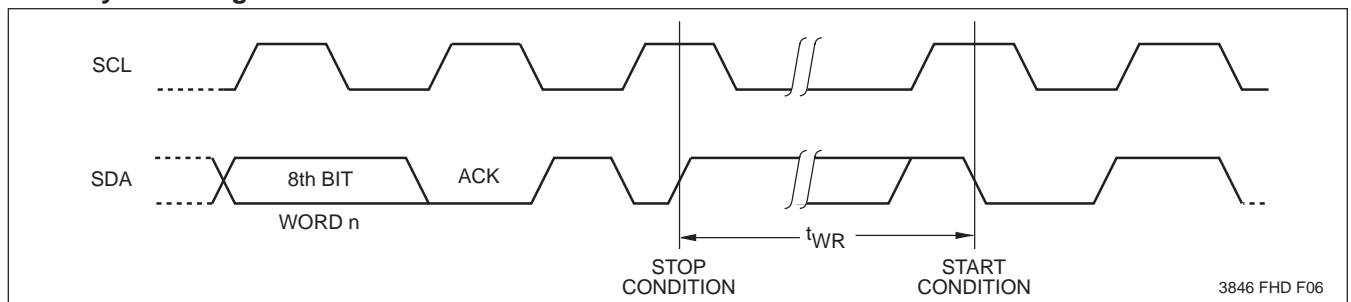 SCL
SDA
8th BIT
ACK
WORD n
tWR
STOP
CONDITION
START
CONDITION
3846 FHD F06